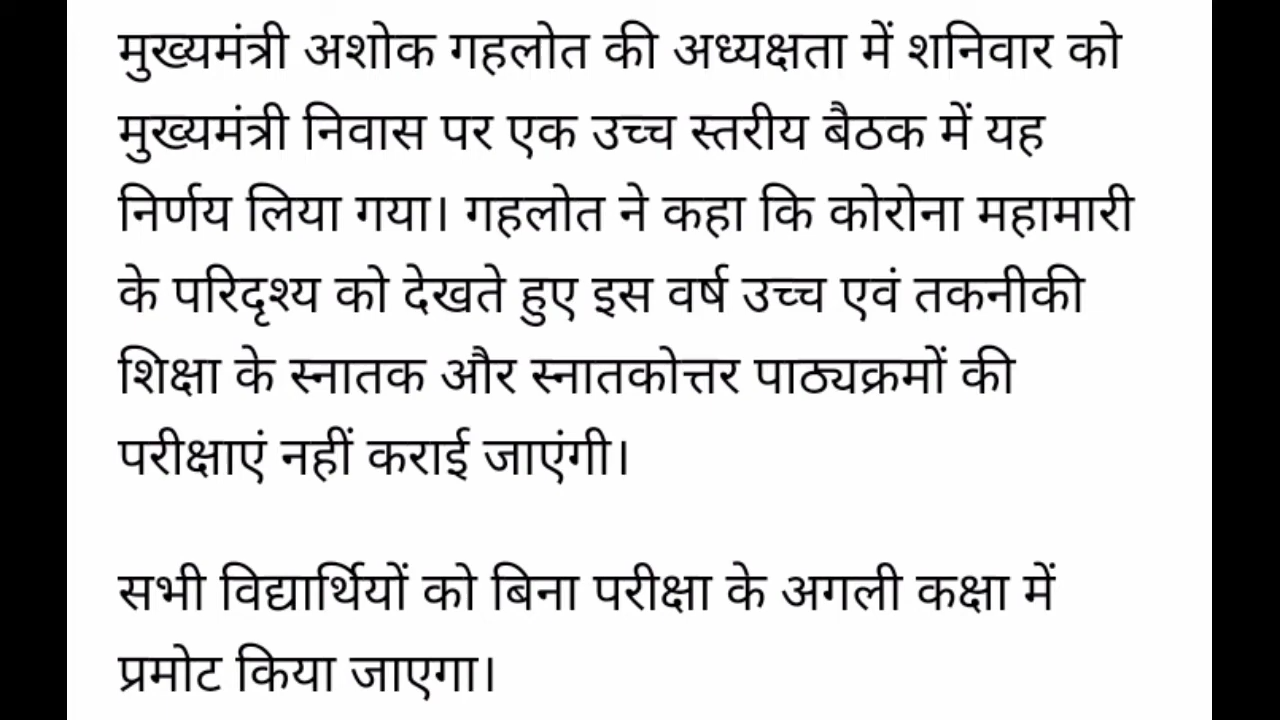 मुख्यमंत्री अशोक गहलोत की अध्यक्षता में शनिवार को
मुख्यमंत्री निवास पर एक उच्च स्तरीय बैठक में यह
निर्णय लिया गया। गहलोत ने कहा कि कोरोना महामारी
के परिदृश्य को देखते हुए इस वर्ष उच्च एवं तकनीकी
शिक्षा के स्नातक और स्नातकोत्तर पाठ्यक्रमों की
परीक्षाएं नहीं कराई जाएंगी।
सभी विद्यार्थियों को बिना परीक्षा के अगली कक्षा में
प्रमोट किया जाएगा।